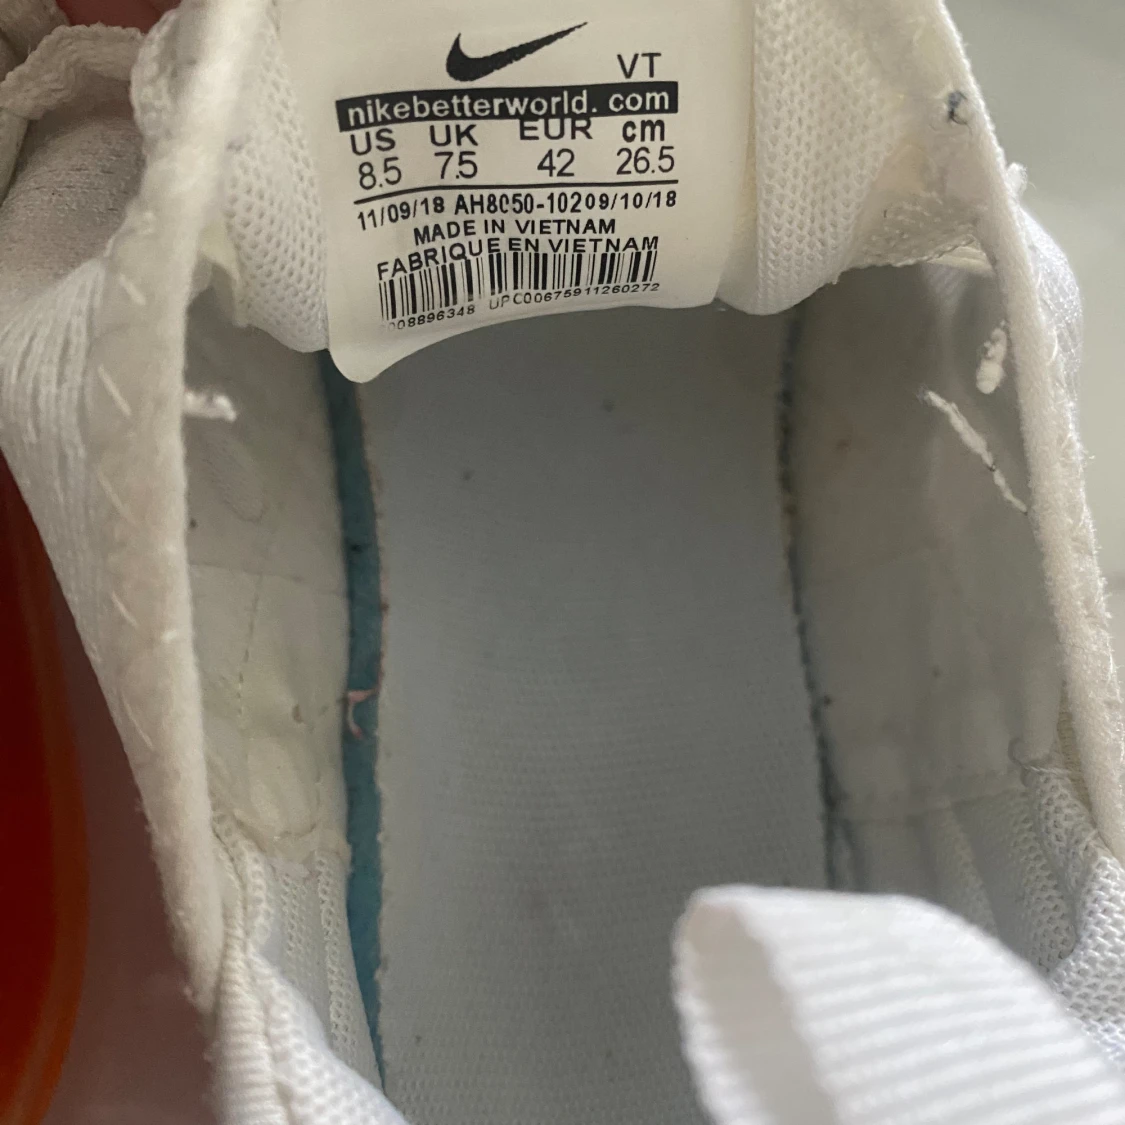 VT
nikebetterworld. com
US UK EUR cm
8.5 7.5 42 26.5
11/09/18 AH8050-102 09/10/18
MADE IN VIETNAM
FABRIQUE EN VIETNAM
008896348 UPC00675911260272